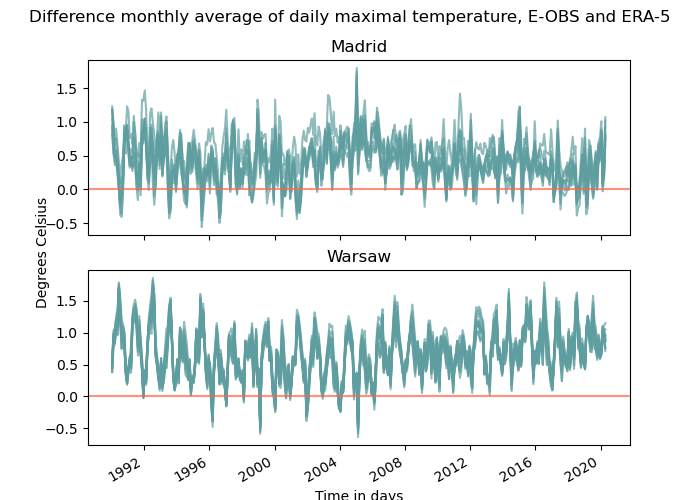 Difference monthly average of daily maximal temperature, E-OBS and ERA-5
Madrid
1.5
1.0
0.5
0.0
−0.5
Degrees Celsius
Warsaw
1.5
1.0
0.5
0.0
−0.5
1992 1996 2000 2004 2008 2012 2016 2020
Time in days